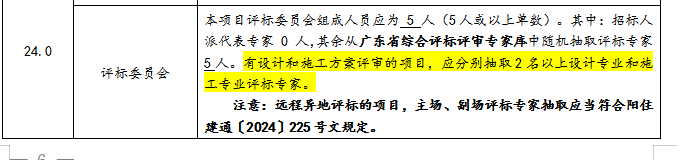 本项目评标委员会组成人员应为 5 人（5人或以上单数）。其中：招标人
派代表专家 0 人,其余从广东省综合评标评审专家库中随机抽取评标专家
24.0
评标委员会
5 人。有设计和施工方案评审的项目，应分别抽取2名以上设计专业和施
工专业评标专家。
注意：远程异地评标的项目，主场、副场评标专家抽取应当符合阳住
建通〔2024〕225号文规定。
— 6 —